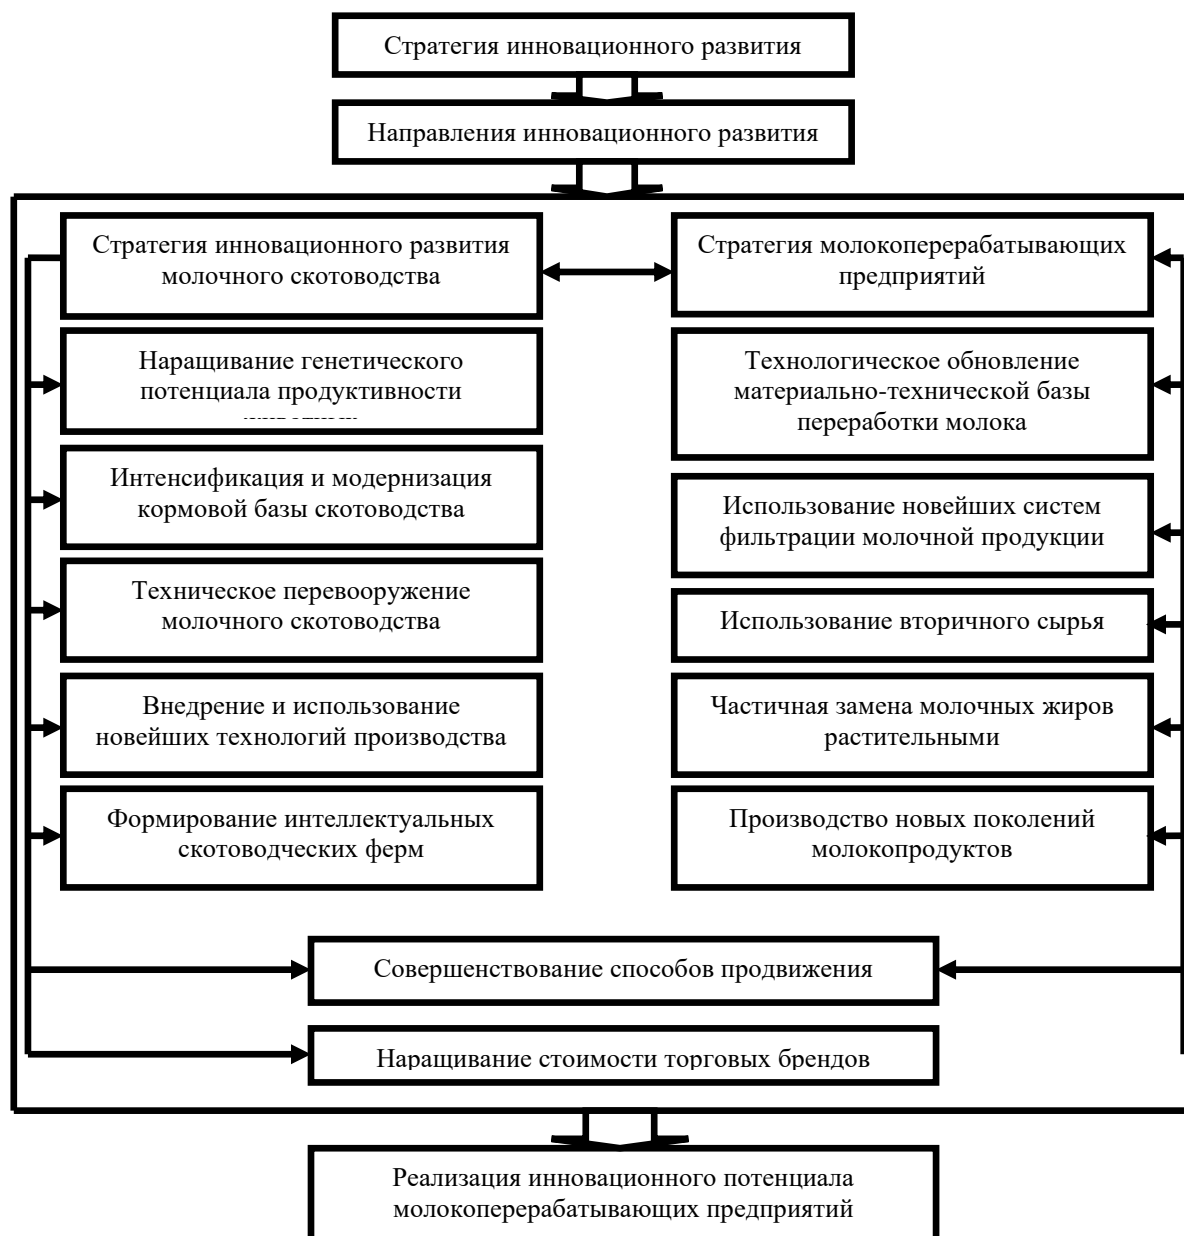 Стратегия инновационного развития
Направления инновационного развития
Стратегия инновационного развития
молочного скотоводства
Наращивание генетического
потенциала продуктивности
Интенсификация и модернизация
кормовой базы скотоводства
Техническое перевооружение
молочного скотоводства
Внедрение и использование
новейших технологий производства
Формирование интеллектуальных
скотоводческих ферм
Стратегия молокоперерабатывающих
предприятий
Технологическое обновление
материально-технической базы
переработки молока
Использование новейших систем
фильтрации молочной продукции
Использование вторичного сырья
Частичная замена молочных жиров
растительными
Производство новых поколений
молокопродуктов
Совершенствование способов продвижения
Наращивание стоимости торговых брендов
Реализация инновационного потенциала
молокоперерабатывающих предприятий